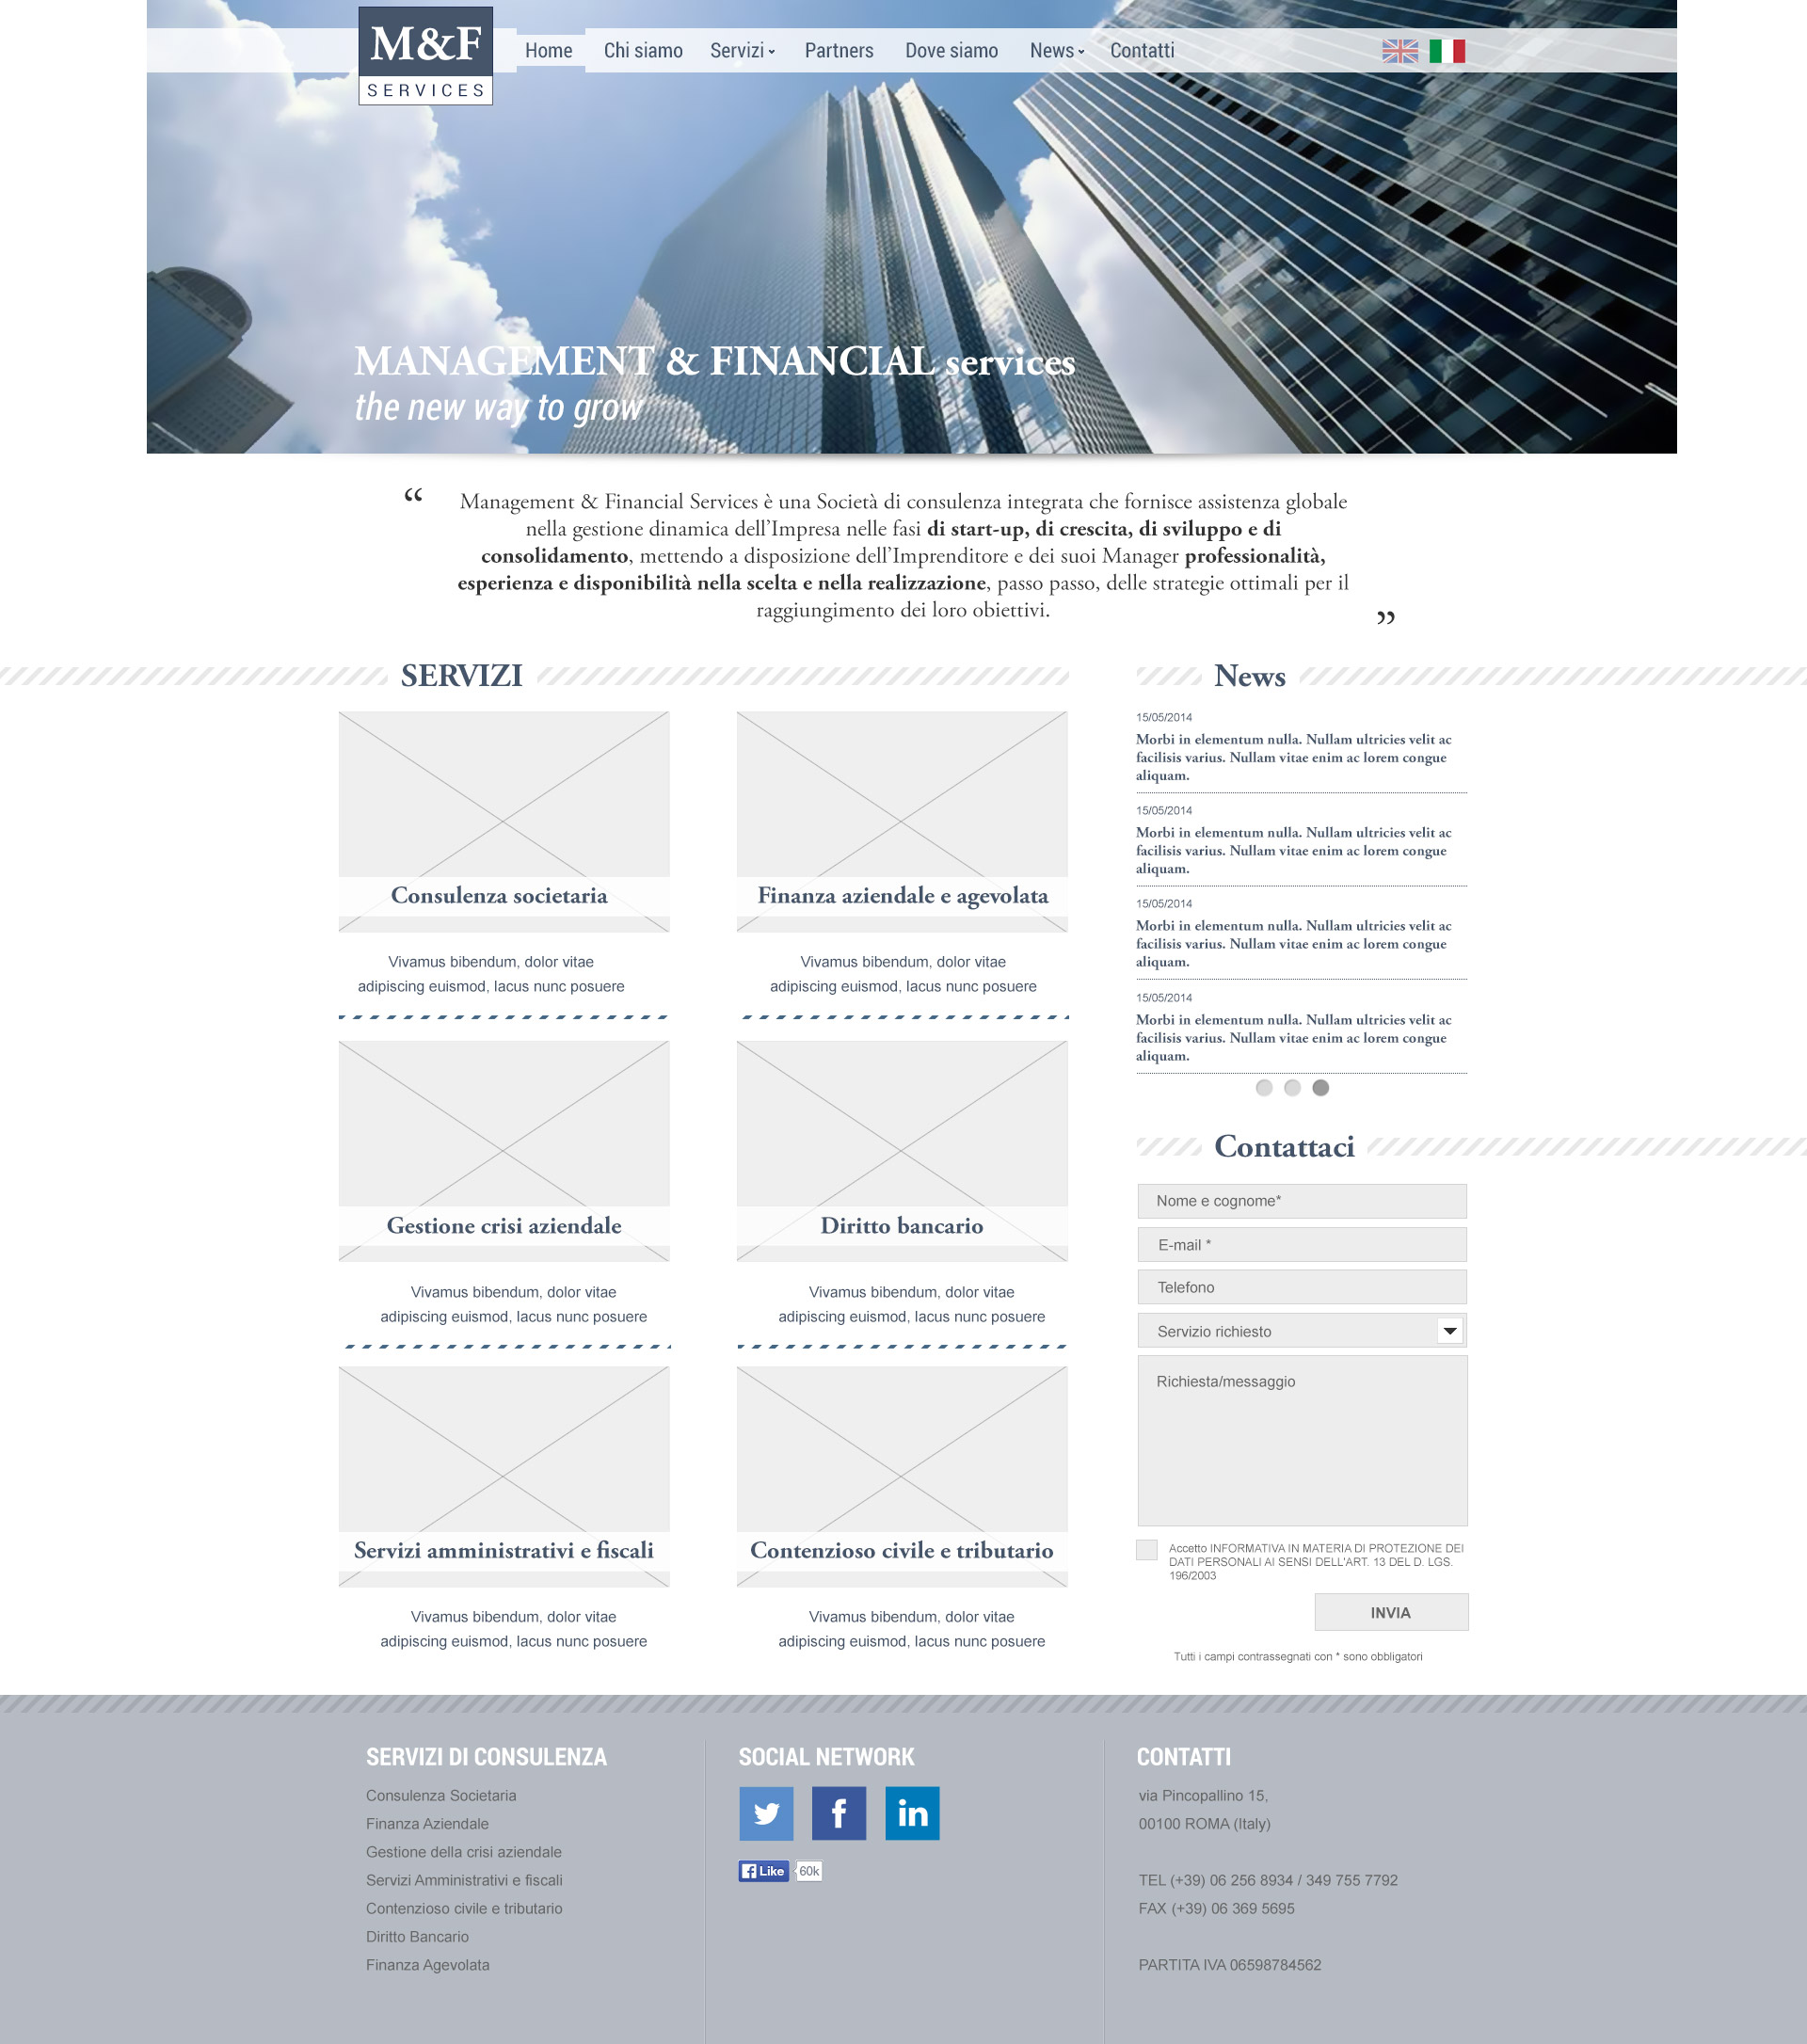 M&F
SERVICES
Home
Chi siamo
Servizi
Partners
Dove siamo
News
Contatti
MANAGEMENT & FINANCIAL services
the new way to grow
“
Management & Financial Services è una Società di consulenza integrata che fornisce assistenza globale
nella gestione dinamica dell’Impresa nelle fasi di start-up, di crescita, di sviluppo e di
consolidamento, mettendo a disposizione dell’Imprenditore e dei suoi Manager professionalità,
esperienza e disponibilità nella scelta e nella realizzazione, passo passo, delle strategie ottimali per il
raggiungimento dei loro obiettivi.
”
SERVIZI
Consulenza societaria
Vivamus bibendum, dolor vitae
adipiscing euismod, lacus nunc posuere
Finanza aziendale e agevolata
Vivamus bibendum, dolor vitae
adipiscing euismod, lacus nunc posuere
Gestione crisi aziendale
Vivamus bibendum, dolor vitae
adipiscing euismod, lacus nunc posuere
Diritto bancario
Vivamus bibendum, dolor vitae
adipiscing euismod, lacus nunc posuere
Servizi amministrativi e fiscali
Vivamus bibendum, dolor vitae
adipiscing euismod, lacus nunc posuere
Contenzioso civile e tributario
Vivamus bibendum, dolor vitae
adipiscing euismod, lacus nunc posuere
News
15/05/2014
Morbi in elementum nulla. Nullam ultricies velit ac
facilisis varius. Nullam vitae enim ac lorem congue
aliquam.
15/05/2014
Morbi in elementum nulla. Nullam ultricies velit ac
facilisis varius. Nullam vitae enim ac lorem congue
aliquam.
15/05/2014
Morbi in elementum nulla. Nullam ultricies velit ac
facilisis varius. Nullam vitae enim ac lorem congue
aliquam.
15/05/2014
Morbi in elementum nulla. Nullam ultricies velit ac
facilisis varius. Nullam vitae enim ac lorem congue
aliquam.
Contattaci
Nome e cognome*
E-mail *
Telefono
Servizio richiesto
Richiesta/messaggio
Accetto INFORMATIVA IN MATERIA DI PROTEZIONE DEI
DATI PERSONALI AI SENSI DELL'ART. 13 DEL D. LGS.
196/2003
INVIA
Tutti i campi contrassegnati con * sono obbligatori
SERVIZI DI CONSULENZA
Consulenza Societaria
Finanza Aziendale
Gestione della crisi aziendale
Servizi Amministrativi e fiscali
Contenzioso civile e tributario
Diritto Bancario
Finanza Agevolata
SOCIAL NETWORK
f
in
f Like
60k
CONTATTI
via Pincopallino 15,
00100 ROMA (Italy)
TEL (+39) 06 256 8934 / 349 755 7792
FAX (+39) 06 369 5695
PARTITA IVA 06598784562